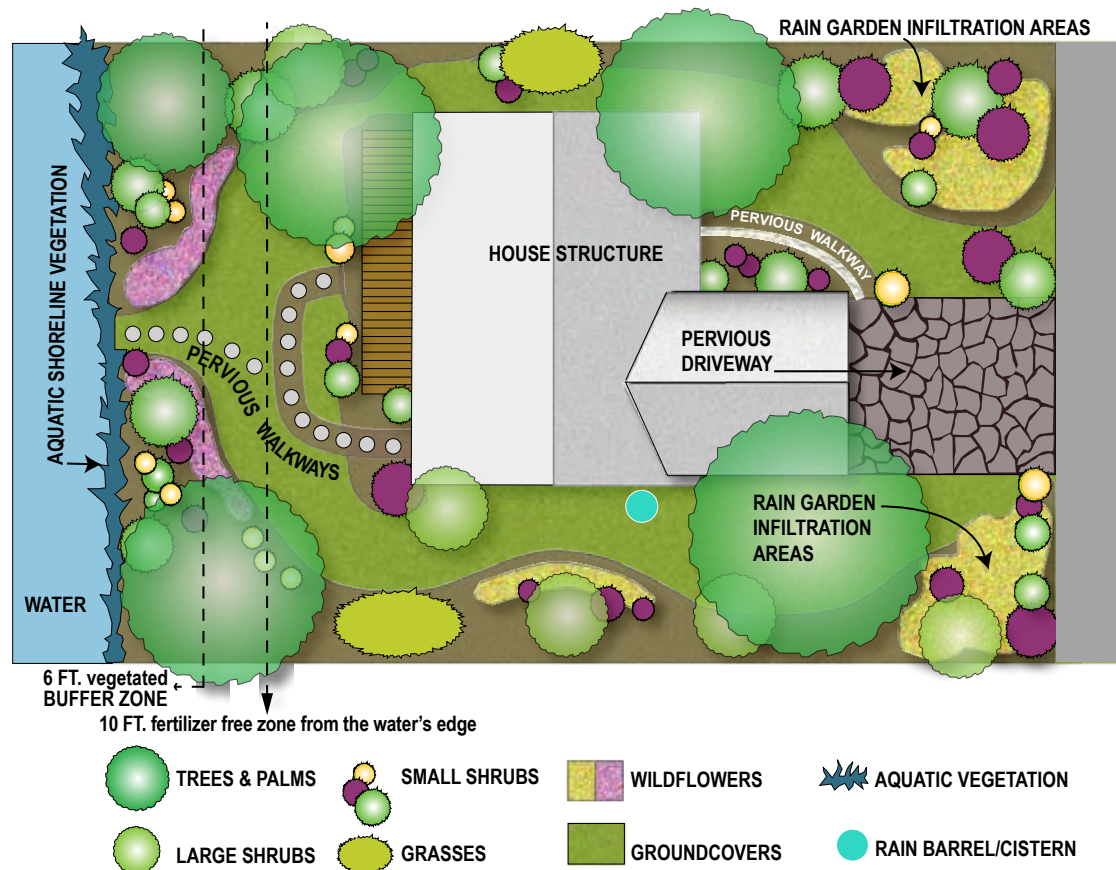 RAIN GARDEN INFILTRATION AREAS
AQUATIC SHORELINE VEGETATION
HOUSE STRUCTURE
PERVIOUS WALKWAY
PERVIOUS
DRIVEWAY
PERVIOUS WALKWAYS
RAIN GARDEN
INFILTRATION
AREAS
WATER
6 FT. vegetated
BUFFER ZONE
10 FT. fertilizer free zone from the water's edge
TREES & PALMS
SMALL SHRUBS
WILDFLOWERS
AQUATIC VEGETATION
LARGE SHRUBS
GRASSES
GROUNDCOVERS
RAIN BARREL/CISTERN